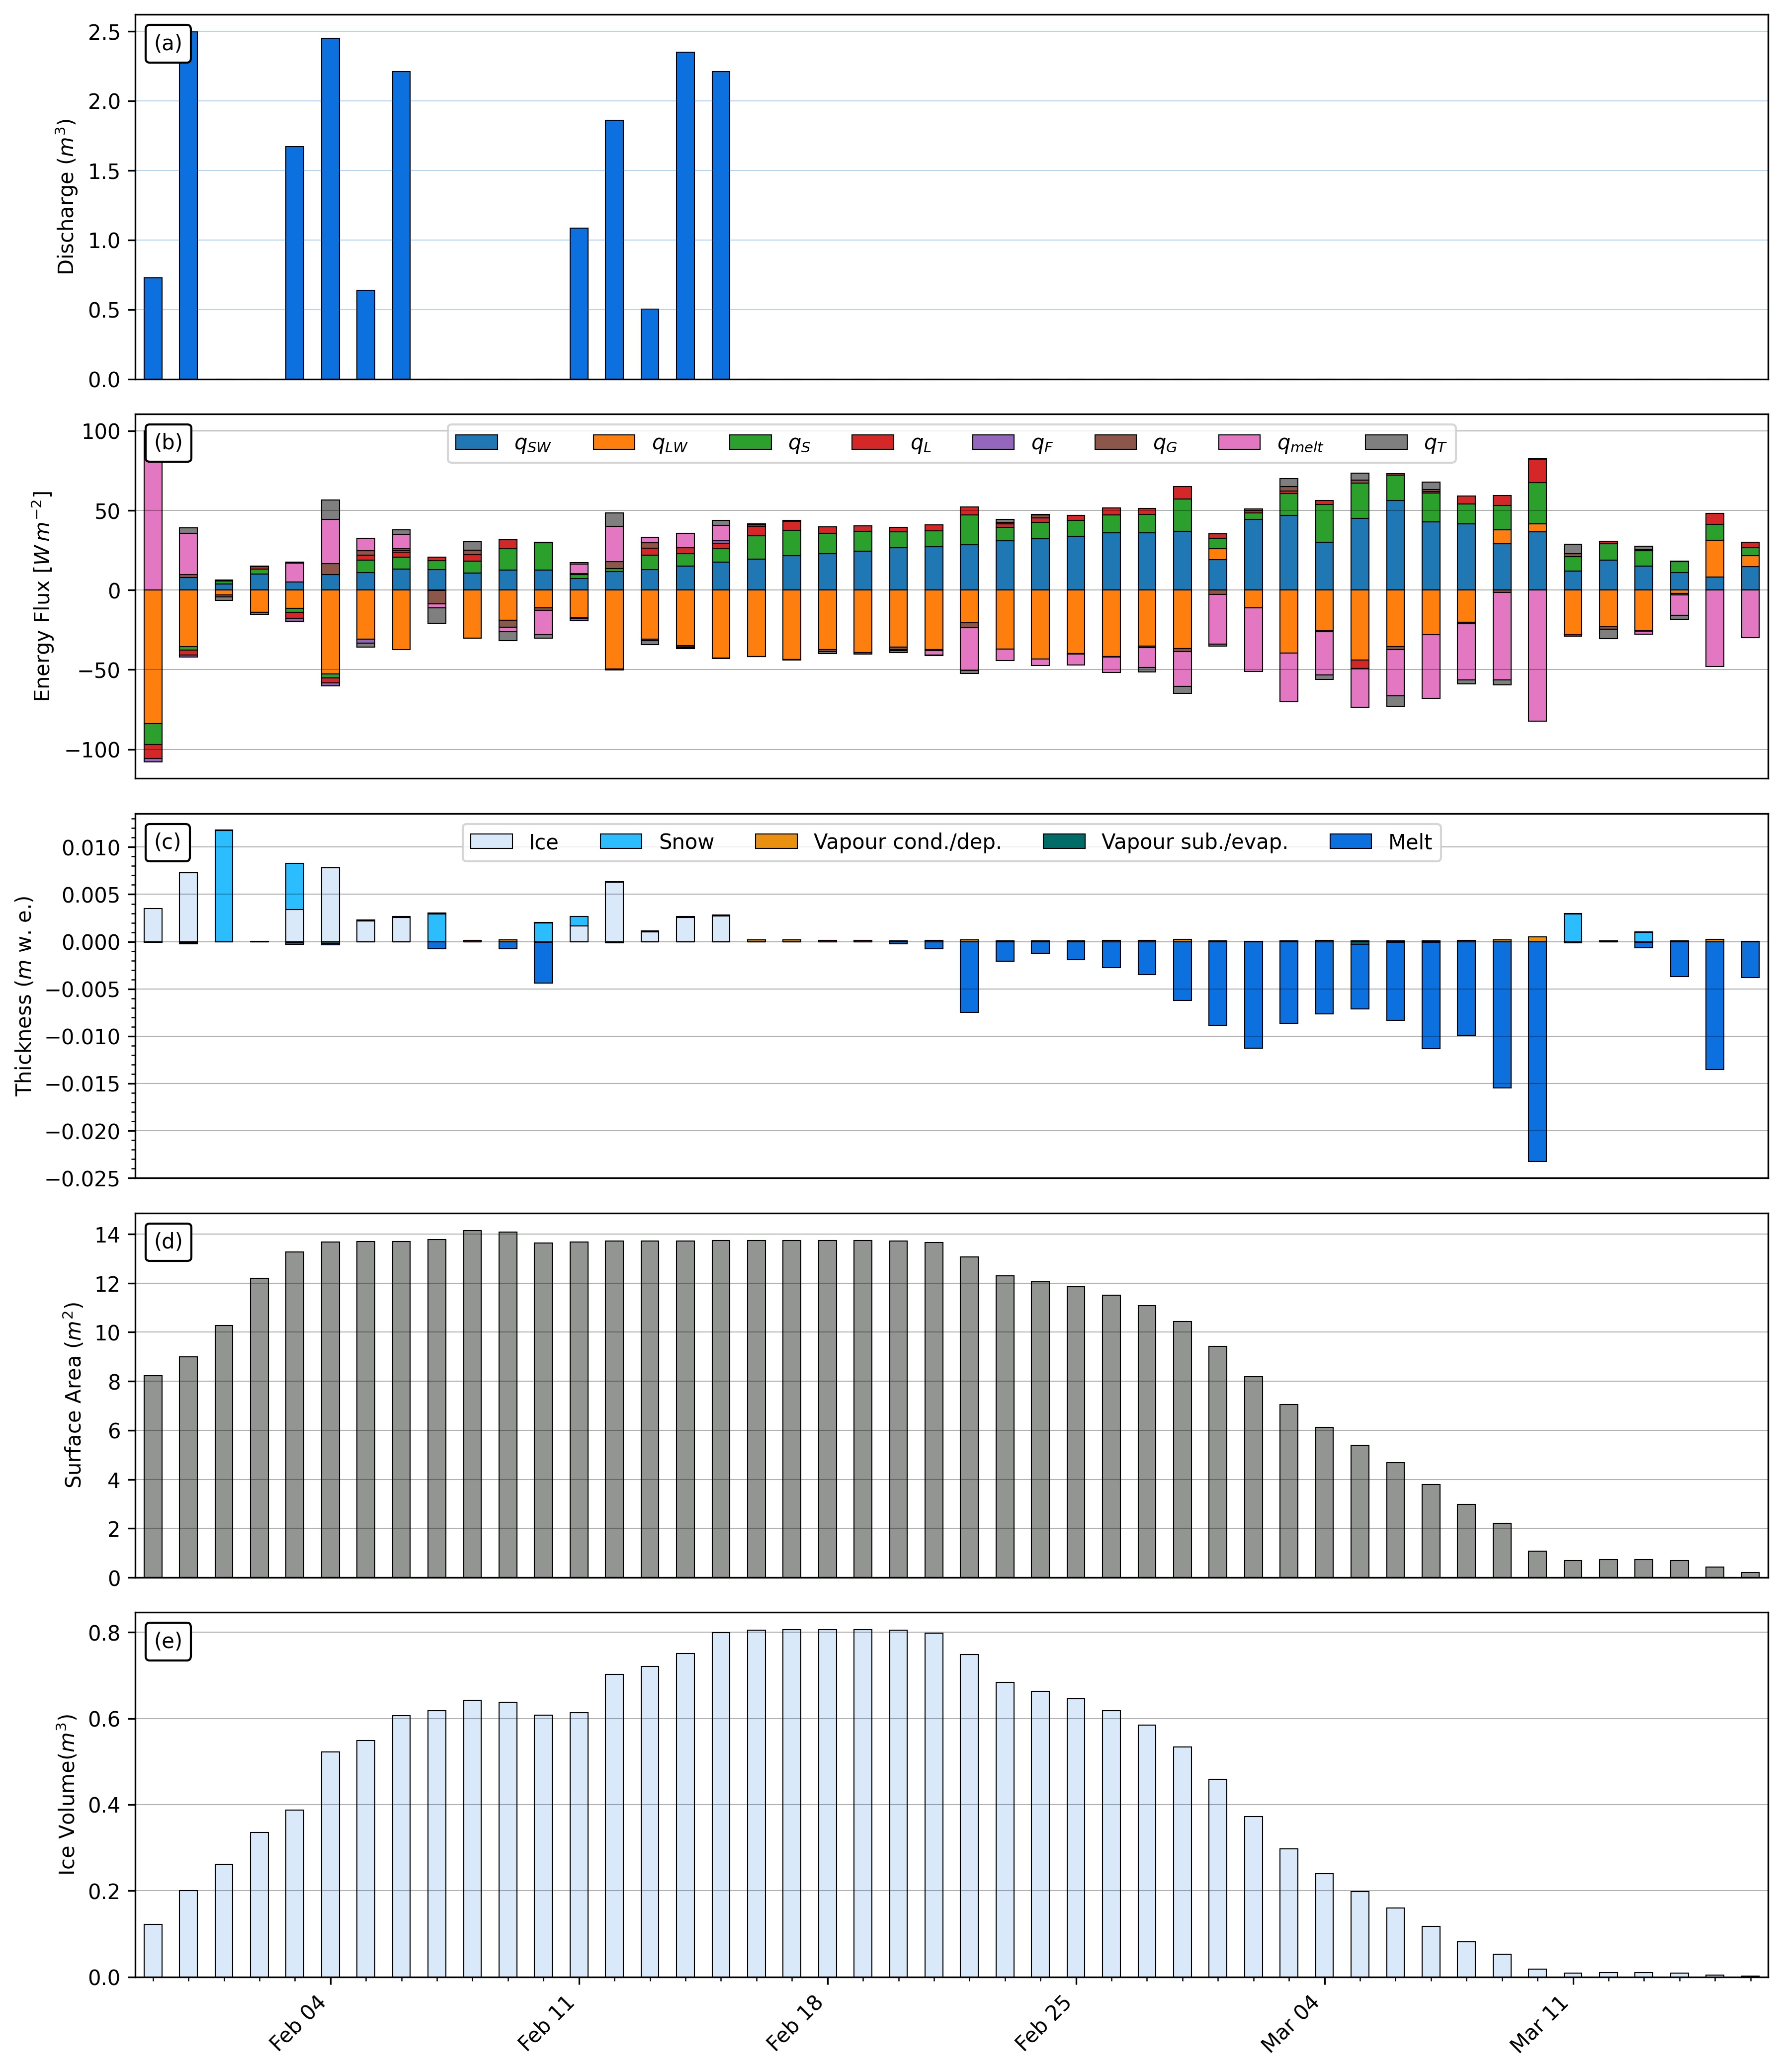 (a)
Discharge (m³)
2.5
2.0
1.5
1.0
0.5
0.0
(b)
q_SW q_LW q_S q_L q_F q_G q_melt q_T
Energy Flux [W m⁻²]
100
50
0
−50
−100
(c)
Ice Snow Vapour cond./dep. Vapour sub./evap. Melt
Thickness (m w. e.)
0.010
0.005
0.000
−0.005
−0.010
−0.015
−0.020
−0.025
(d)
Surface Area (m²)
14
12
10
8
6
4
2
0
(e)
Ice Volume(m³)
0.8
0.6
0.4
0.2
0.0
Feb 04 Feb 11 Feb 18 Feb 25 Mar 04 Mar 11